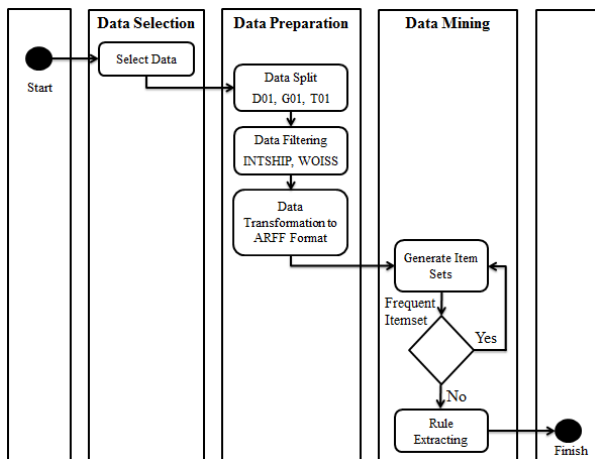 Data Selection
Data Preparation
Data Mining
Start
Select Data
Data Split
D01, G01, T01
Data Filtering
INTSHIP, WOISS
Data
Transformation to
ARFF Format
Generate Item
Sets
Frequent
Itemset
Yes
No
Rule
Extracting
Finish